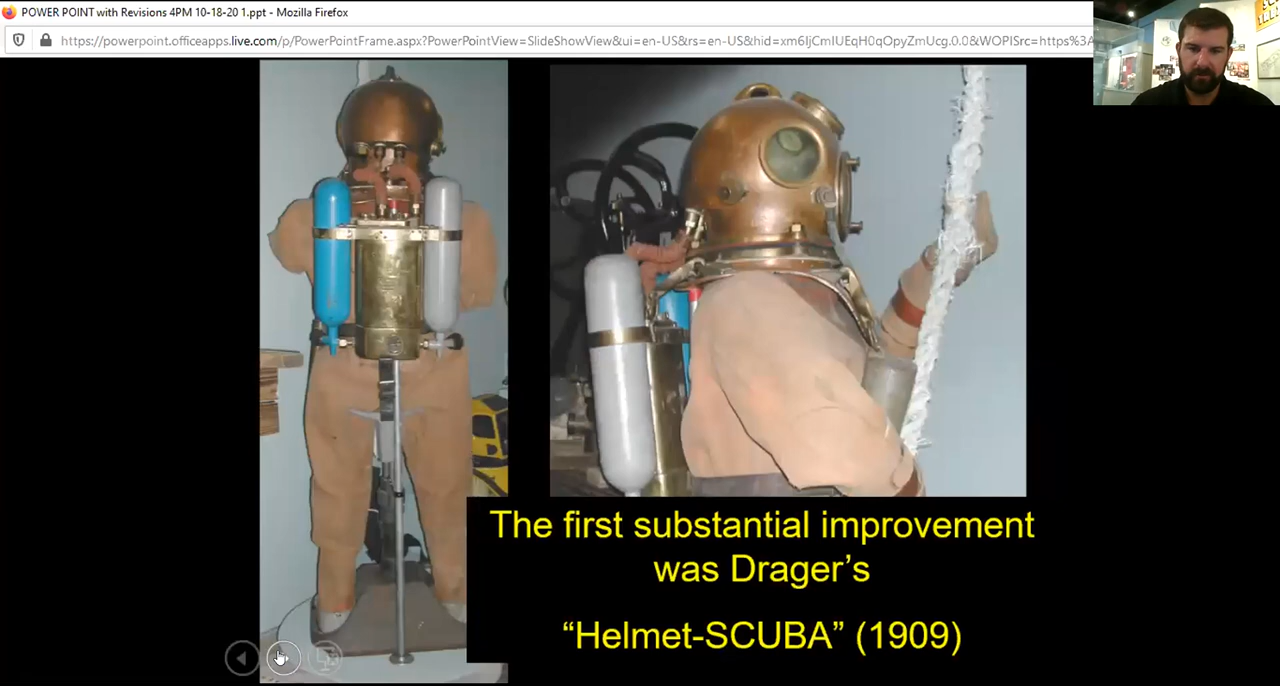 POWER POINT with Revisions 4PM 10-18-20 1.ppt - Mozilla Firefox
https://powerpoint.officeapps.live.com/p/PowerPointFrame.aspx?PowerPointView=SlideShowView&ui=en-US&rs=en-US&hid=xm6IjCmIUEqH0qOpyZmUcg.0.0&WOPISrc=https%3A
The first substantial improvement
was Drager’s
“Helmet-SCUBA” (1909)